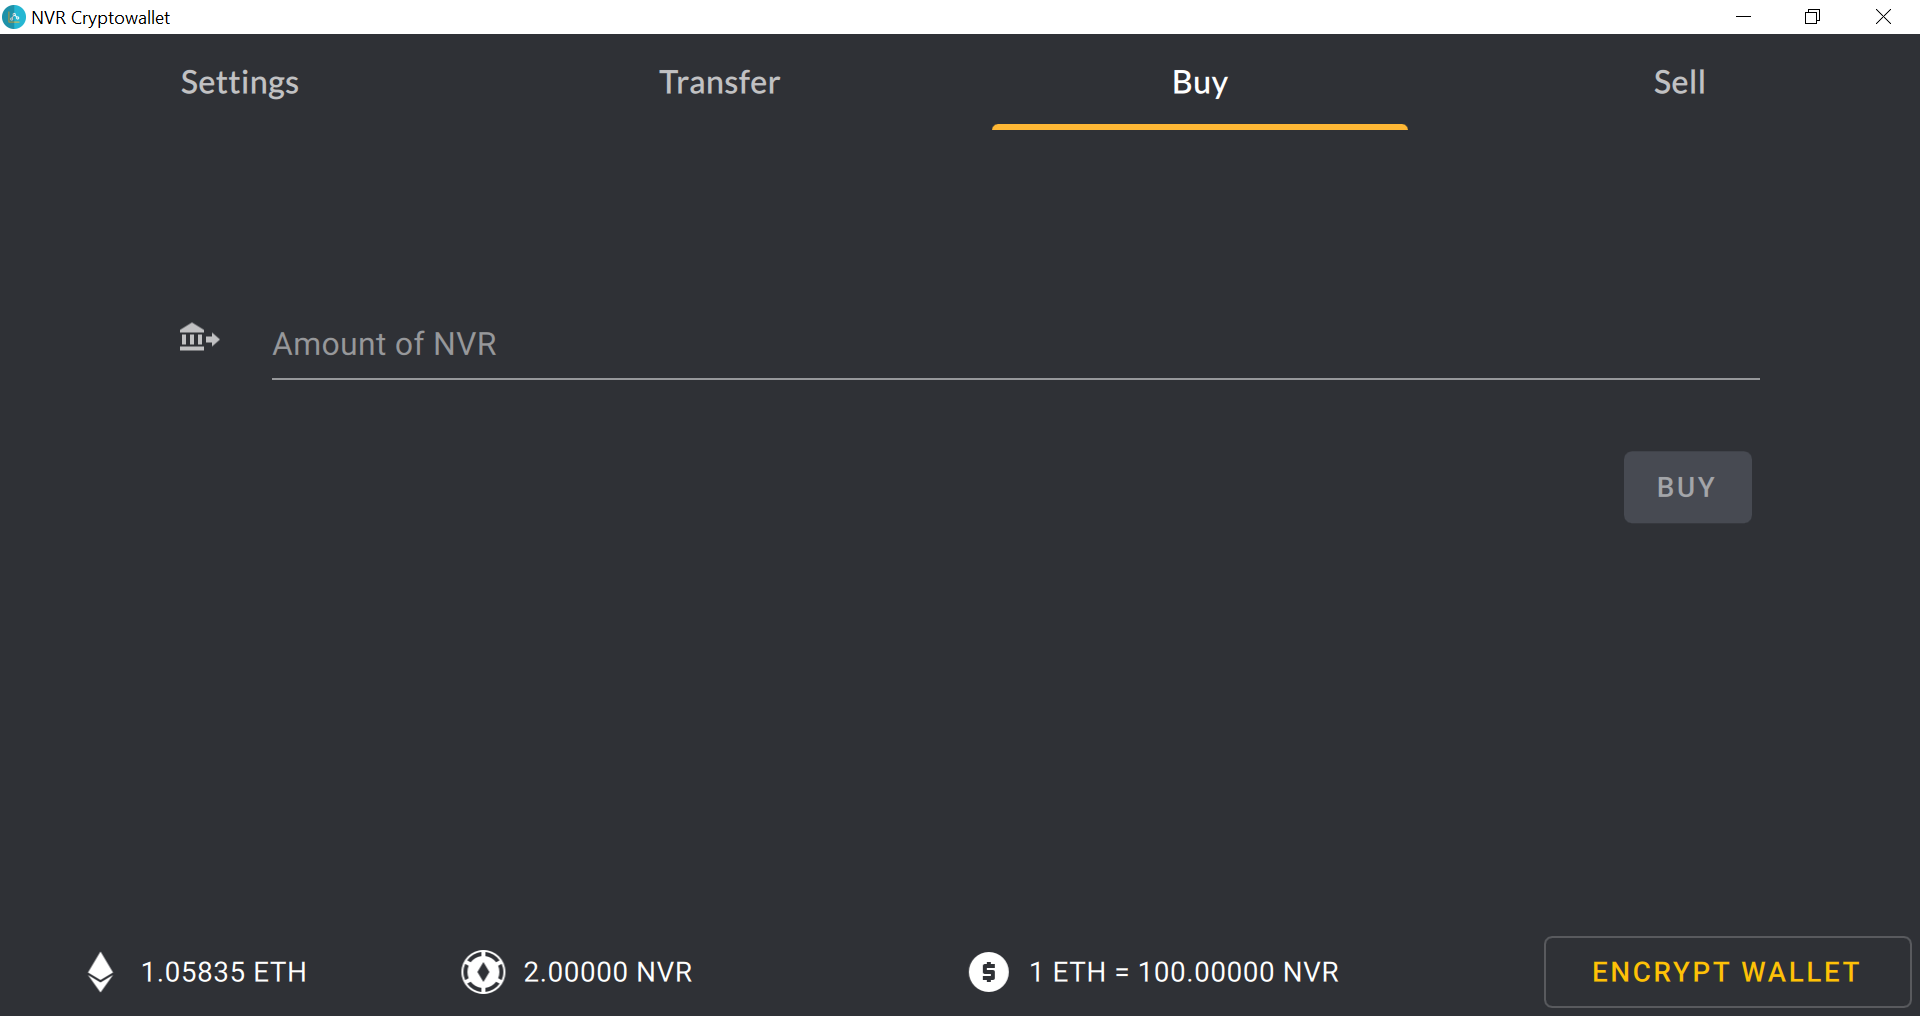 NVR Cryptowallet
Settings Transfer Buy Sell
Amount of NVR
BUY
1.05835 ETH 2.00000 NVR 1 ETH = 100.00000 NVR ENCRYPT WALLET